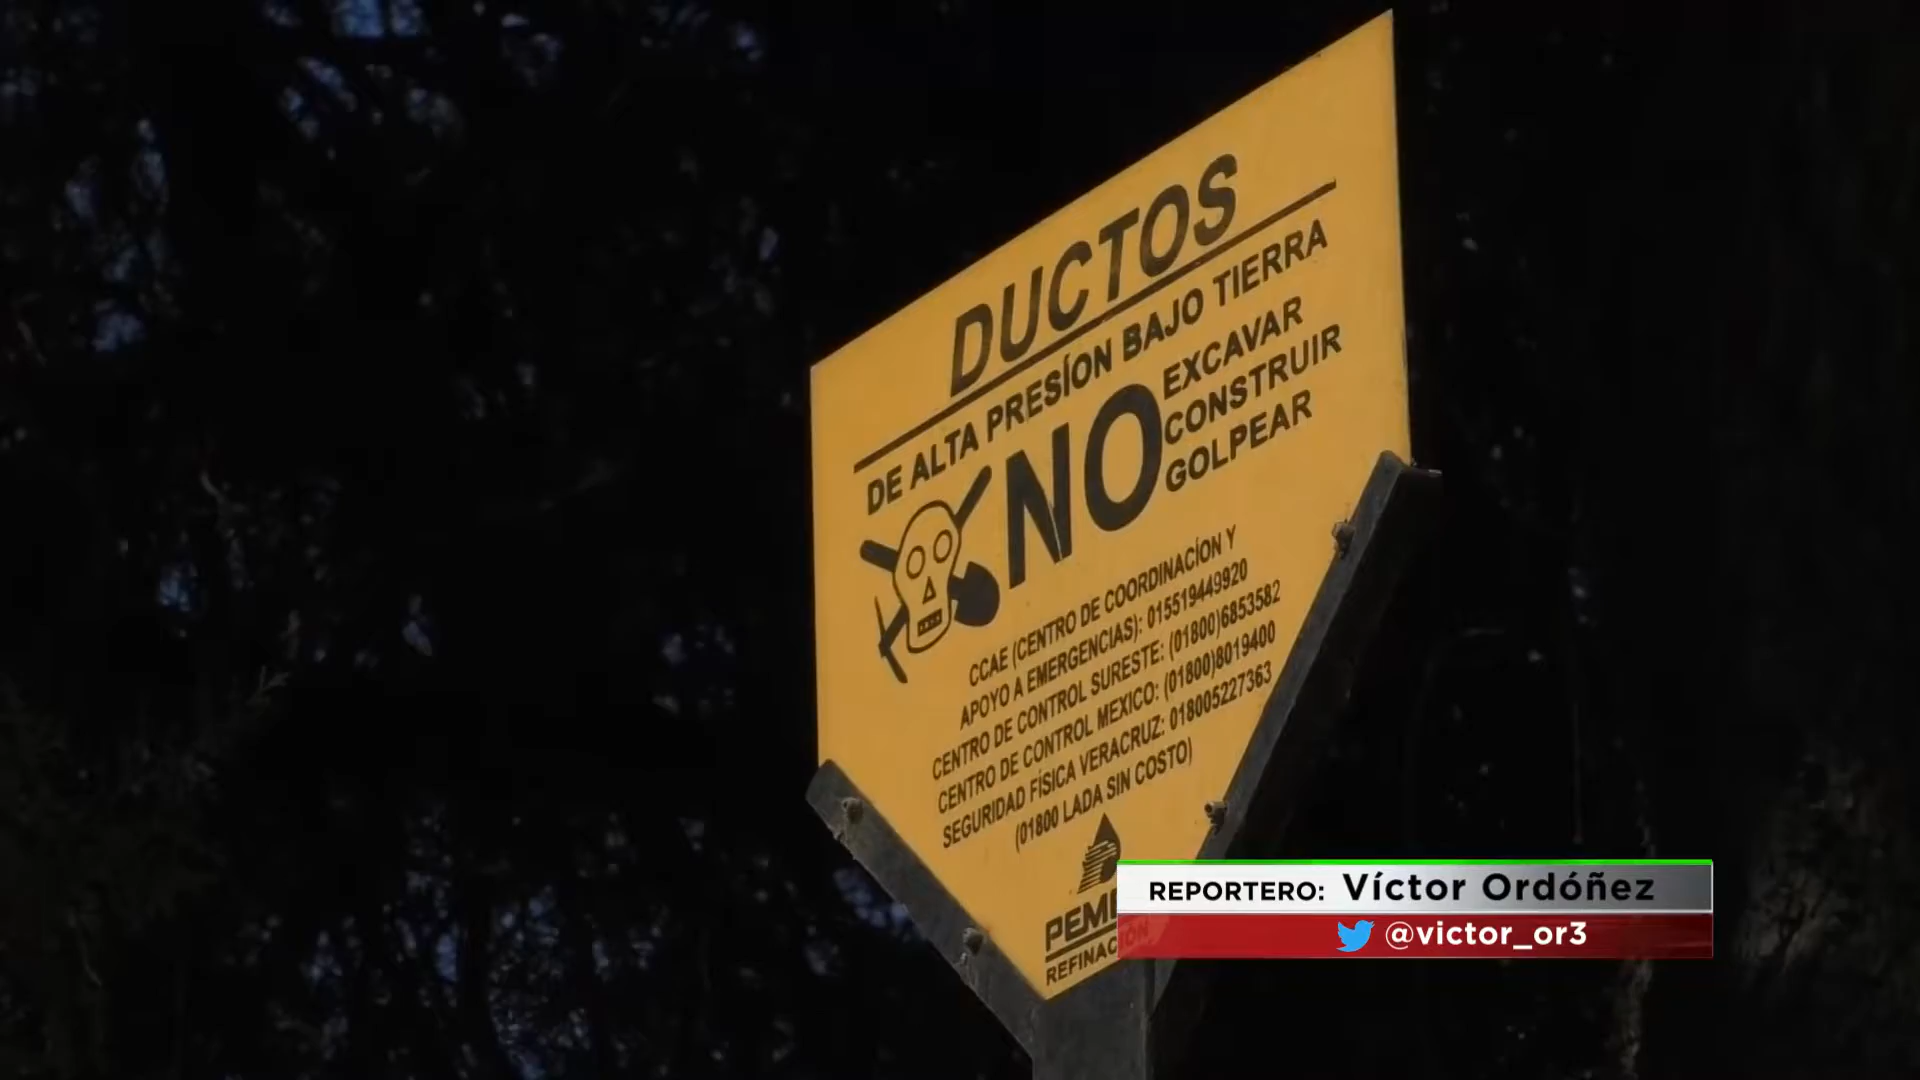 DUCTOS
DE ALTA PRESÍON BAJO TIERRA
NO
EXCAVAR
CONSTRUIR
GOLPEAR
CCAE (CENTRO DE COORDINACÍON Y
APOYO A EMERGENCIAS): 015519449920
CENTRO DE CONTROL SURESTE: (01800)6853582
CENTRO DE CONTROL MEXICO: (01800)8019400
SEGURIDAD FÍSICA VERACRUZ: 018005227363
(01800 LADA SIN COSTO)
REFINACIÓN
REPORTERO: Víctor Ordóñez
@victor_or3